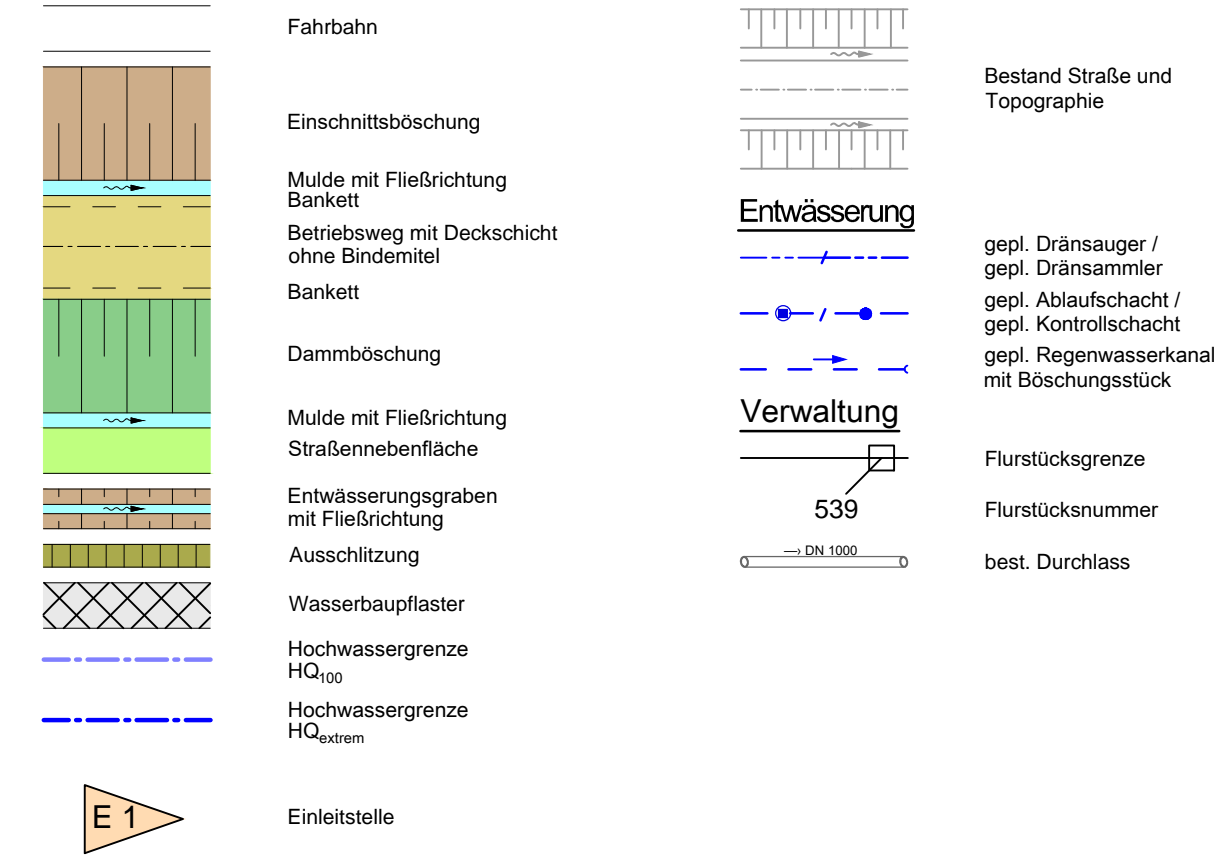 Fahrbahn
Einschnittsböschung
Mulde mit Fließrichtung
Bankett
Betriebsweg mit Deckschicht
ohne Bindemitel
Bankett
Dammböschung
Mulde mit Fließrichtung
Straßennebenfläche
Entwässerungsgraben
mit Fließrichtung
Ausschlitzung
Wasserbaupflaster
Hochwassergrenze
HQ100
Hochwassergrenze
HQextrem
E 1
Einleitstelle
Bestand Straße und
Topographie
Entwässerung
gepl. Dränsauger /
gepl. Dränsammler
gepl. Ablaufschacht /
gepl. Kontrollschacht
gepl. Regenwasserkanal
mit Böschungsstück
Verwaltung
Flurstücksgrenze
539
Flurstücksnummer
DN 1000
best. Durchlass